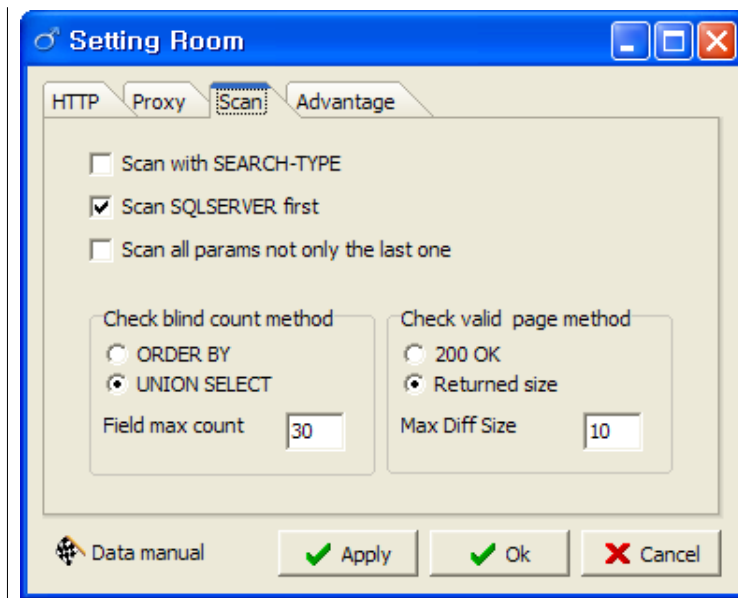 Setting Room
HTTP Proxy Scan Advantage
Scan with SEARCH-TYPE
Scan SQLSERVER first
Scan all params not only the last one
Check blind count method
ORDER BY
UNION SELECT
Field max count 30
Check valid page method
200 OK
Returned size
Max Diff Size 10
Data manual Apply Ok Cancel